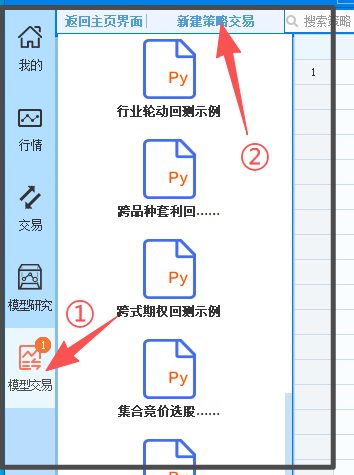 返回主页界面
新建策略交易
搜索策略
我的
行情
交易
模型研究
1
模型交易
①
②
1
Py
行业轮动回测示例
Py
跨品种套利回……
Py
跨式期权回测示例
Py
集合竞价选股……